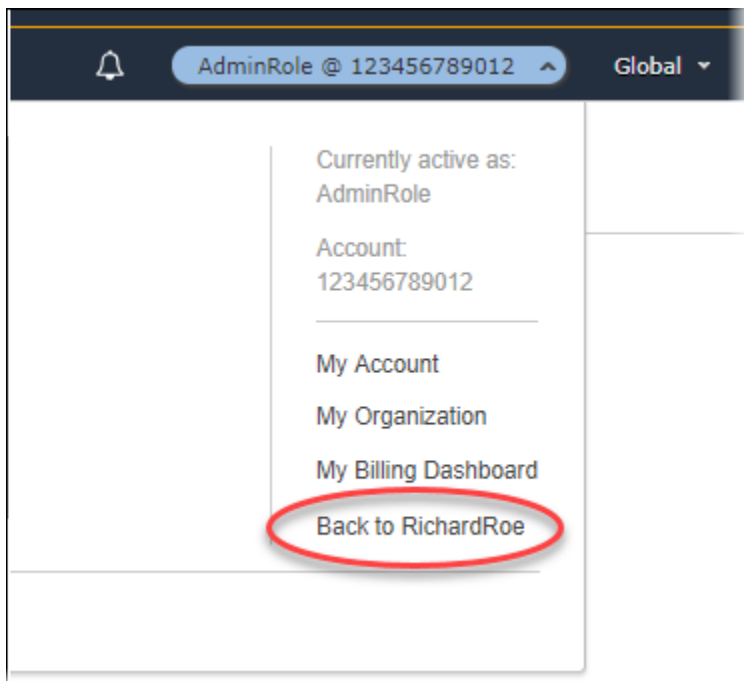 AdminRole @ 123456789012
Global
Currently active as:
AdminRole
Account:
123456789012
My Account
My Organization
My Billing Dashboard
Back to RichardRoe